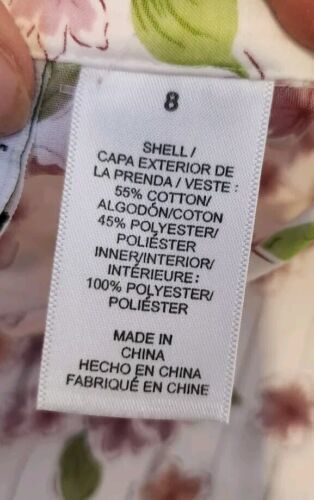 8
SHELL /
CAPA EXTERIOR DE
LA PRENDA / VESTE :
55% COTTON/
ALGODÓN/COTON
45% POLYESTER/
POLIÉSTER
INNER/INTERIOR/
INTÉRIEURE :
100% POLYESTER/
POLIÉSTER
MADE IN
CHINA
HECHO EN CHINA
FABRIQUÉ EN CHINE